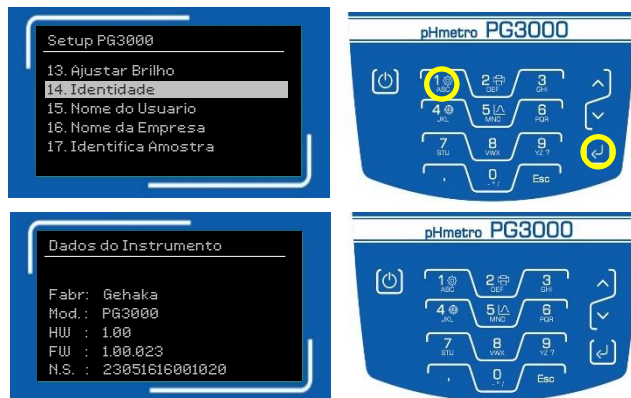 Setup PG3000
13. Ajustar Brilho
14. Identidade
15. Nome do Usuario
16. Nome da Empresa
17. Identifica Amostra
pHmetro PG3000
1 ABC
2 DEF
3 GHI
4 JKL
5 MNO
6 PQR
7 STU
8 VWX
9 YZ?
,
0 -*/
Esc
Dados do Instrumento
Fabr: Gehaka
Mod.: PG3000
HW : 1.00
FW : 1.00.023
N.S. : 23051616001020
pHmetro PG3000
1 ABC
2 DEF
3 GHI
4 JKL
5 MNO
6 PQR
7 STU
8 VWX
9 YZ?
,
0 -*/
Esc